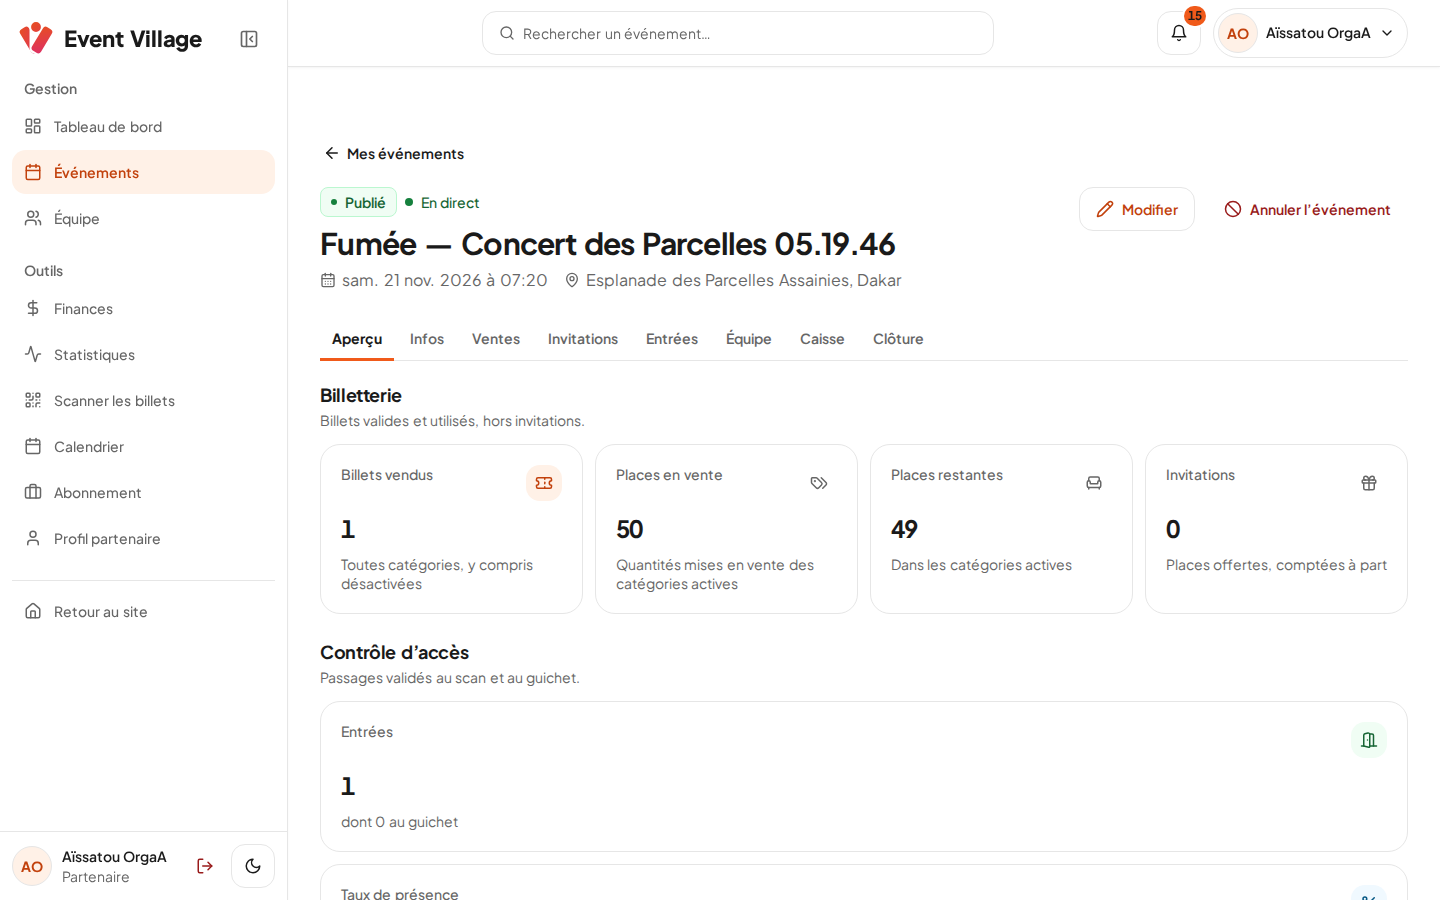 Event Village
Gestion
Tableau de bord
Événements
Équipe
Outils
Finances
Statistiques
Scanner les billets
Calendrier
Abonnement
Profil partenaire
Retour au site
AO
Aïssatou OrgaA
Partenaire
Rechercher un événement…
15
AO
Aïssatou OrgaA
Mes événements
Publié
En direct
Modifier
Annuler l’événement
Fumée — Concert des Parcelles 05.19.46
sam. 21 nov. 2026 à 07:20
Esplanade des Parcelles Assainies, Dakar
Aperçu
Infos
Ventes
Invitations
Entrées
Équipe
Caisse
Clôture
Billetterie
Billets valides et utilisés, hors invitations.
Billets vendus
1
Toutes catégories, y compris
désactivées
Places en vente
50
Quantités mises en vente des
catégories actives
Places restantes
49
Dans les catégories actives
Invitations
0
Places offertes, comptées à part
Contrôle d’accès
Passages validés au scan et au guichet.
Entrées
1
dont 0 au guichet
Taux de présence